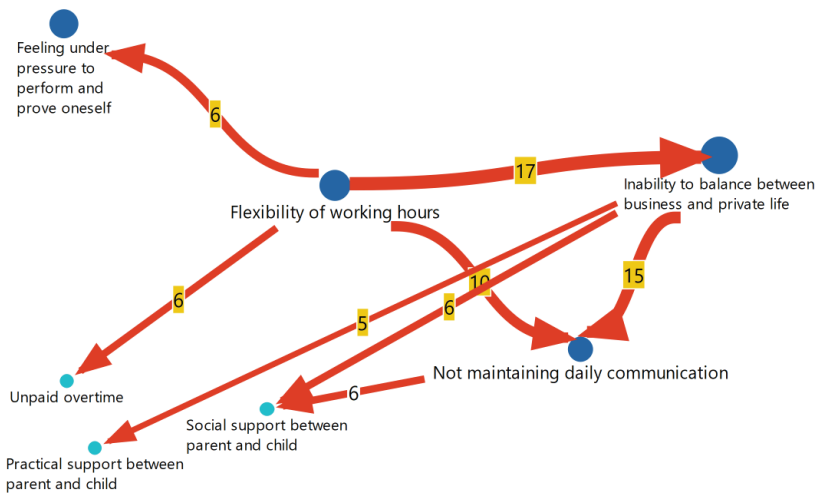 Feeling under
pressure to
perform and
prove oneself
6
17
Inability to balance between
business and private life
Flexibility of working hours
15
10
6
6
5
Not maintaining daily communication
6
Unpaid overtime
Social support between
parent and child
Practical support between
parent and child